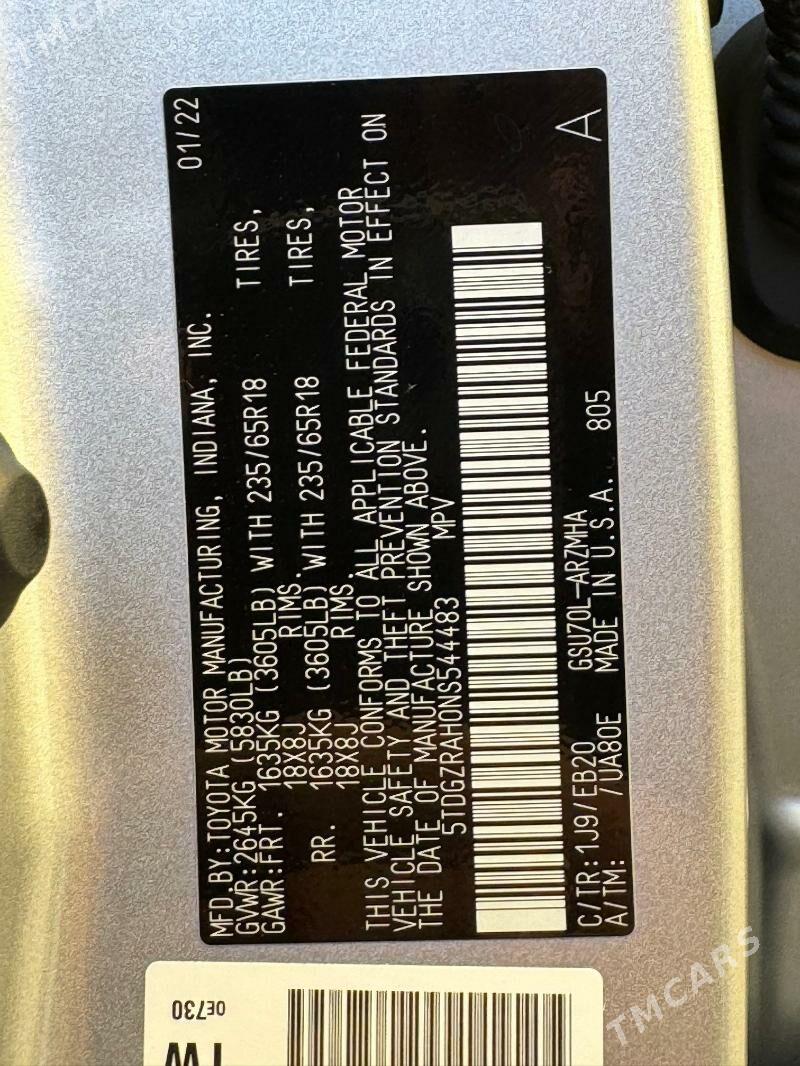 MFD.BY:TOYOTA MOTOR MANUFACTURING, INDIANA, INC. 01/22
GVWR:2645KG (5830LB)
GAWR:FRT. 1635KG (3605LB) WITH 235/65R18 TIRES,
18X8J RIMS.
RR. 1635KG (3605LB) WITH 235/65R18 TIRES,
18X8J RIMS.
THIS VEHICLE CONFORMS TO ALL APPLICABLE FEDERAL MOTOR
VEHICLE SAFETY AND THEFT PREVENTION STANDARDS IN EFFECT ON
THE DATE OF MANUFACTURE SHOWN ABOVE.
5TDGZRAH0NS544483 MPV
C/TR:1J9/EB20 GSU70L-ARZMHA A
A/TM: /UA80E MADE IN U.S.A. 805
0E730
TW
TMCARS
TMCARS